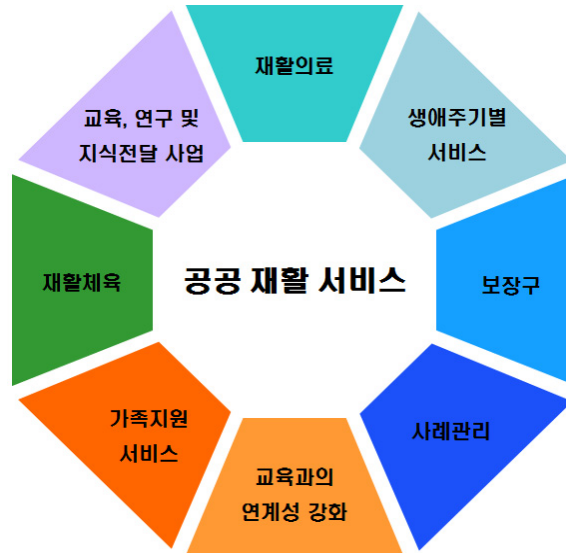 재활의료
생애주기별
서비스
보장구
사례관리
교육과의
연계성 강화
가족지원
서비스
재활체육
교육, 연구 및
지식전달 사업
공공 재활 서비스